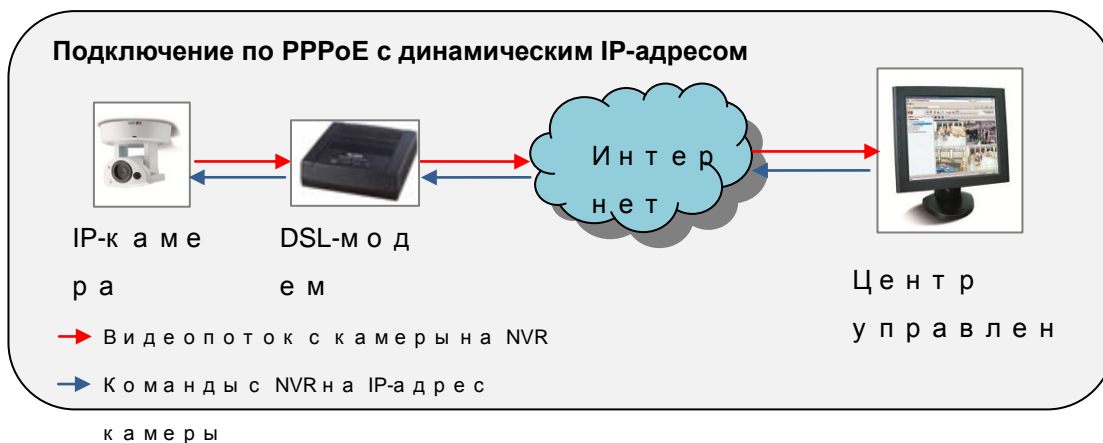 Подключение по PPPoE с динамическим IP-адресом
Интер
нет
IP-каме
ра
DSL-мод
ем
Центр
управлен
Видеопоток с камеры на NVR
Команды с NVR на IP-адрес
камеры